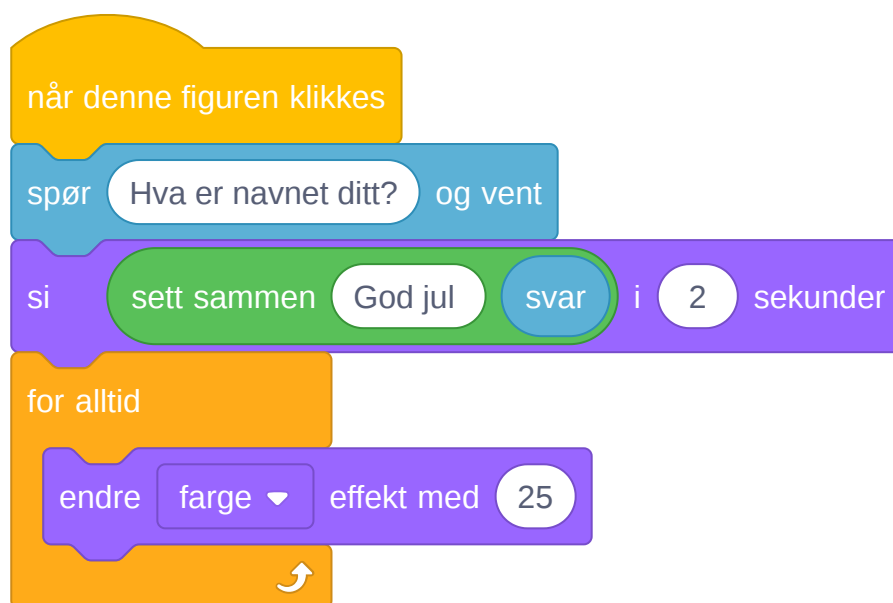 når denne figuren klikkes
spør Hva er navnet ditt? og vent
si sett sammen God jul svar i 2 sekunder
for alltid
endre farge effekt med 25